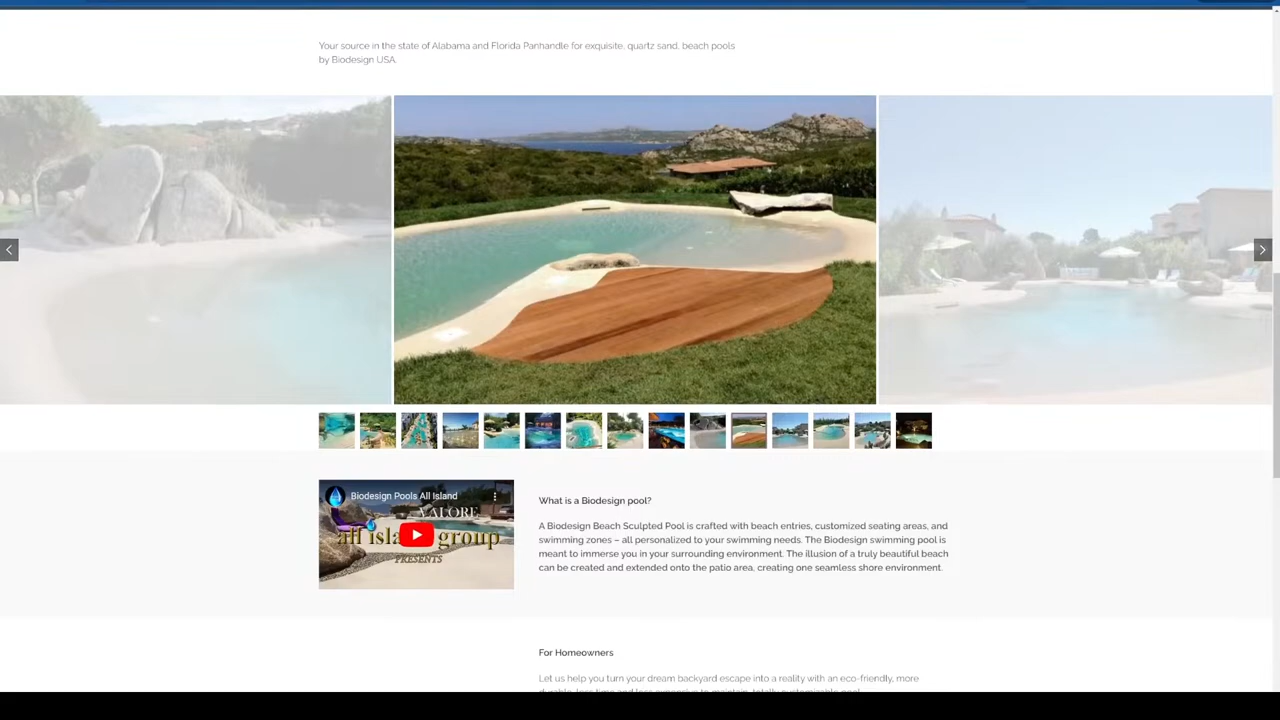 Your source in the state of Alabama and Florida Panhandle for exquisite, quartz sand, beach pools
by Biodesign USA.
Biodesign Pools All Island
VALORE
all isla group
PRESENTS
What is a Biodesign pool?
A Biodesign Beach Sculpted Pool is crafted with beach entries, customized seating areas, and
swimming zones – all personalized to your swimming needs. The Biodesign swimming pool is
meant to immerse you in your surrounding environment. The illusion of a truly beautiful beach
can be created and extended onto the patio area, creating one seamless shore environment.
For Homeowners
Let us help you turn your dream backyard escape into a reality with an eco-friendly, more